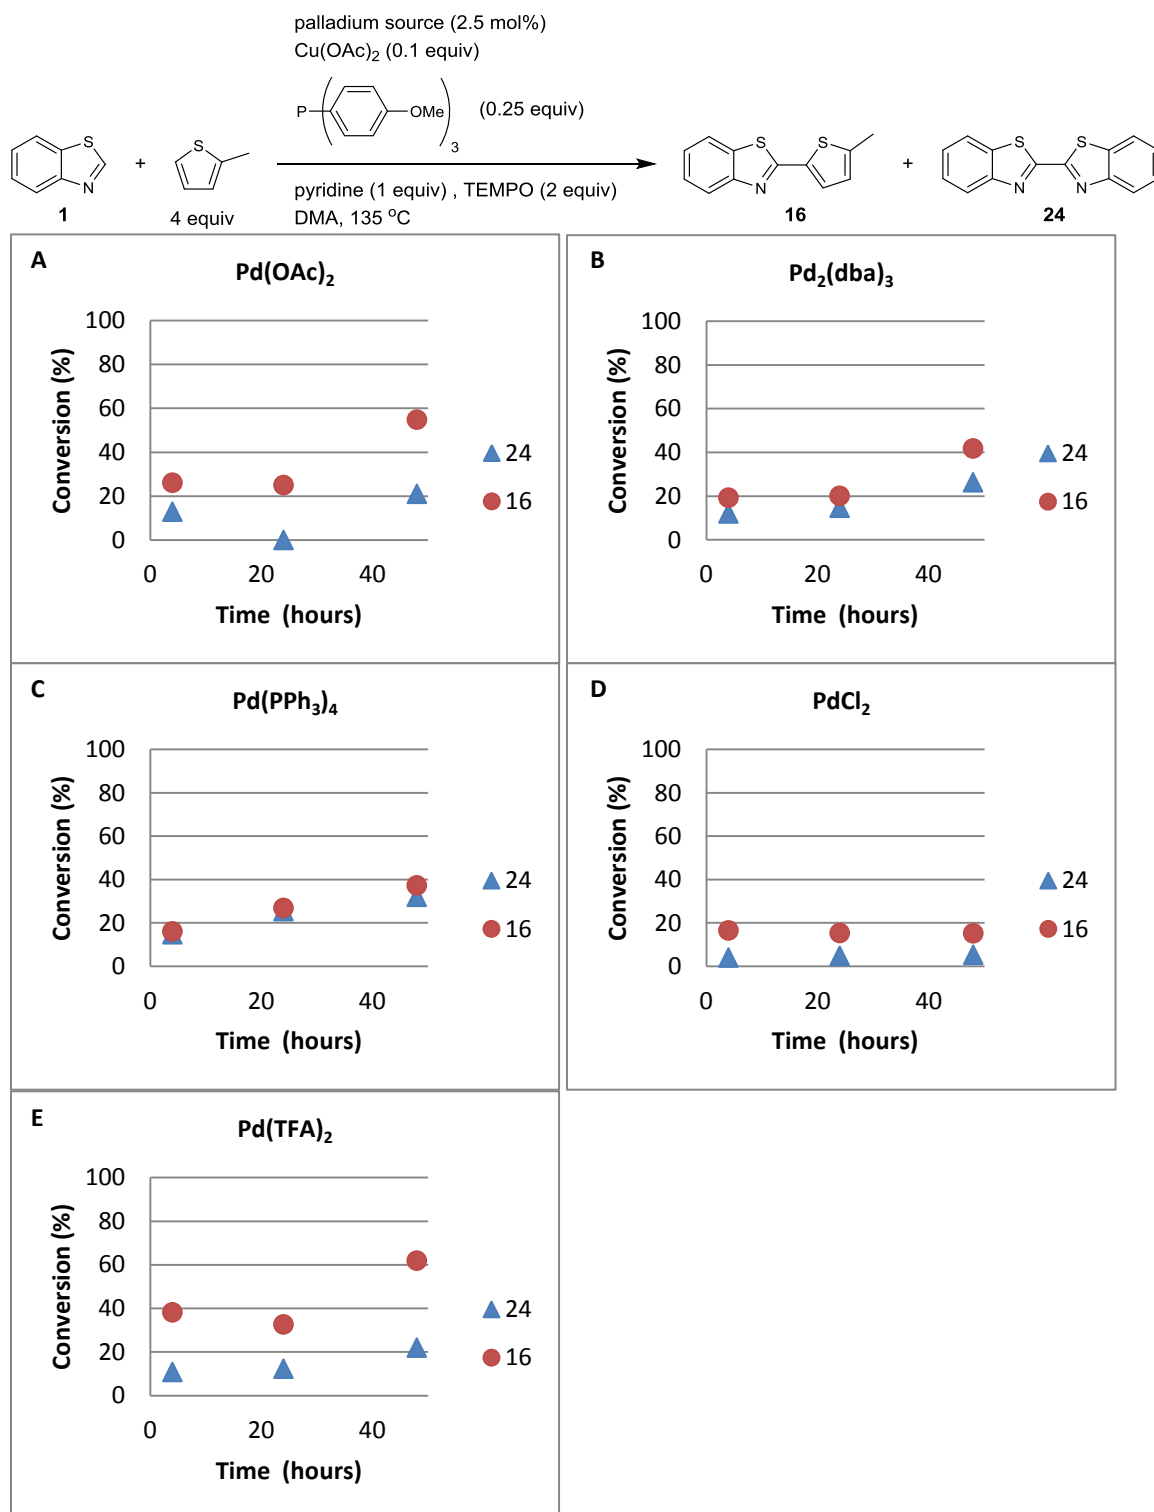 palladium source (2.5 mol%)
Cu(OAc)2 (0.1 equiv)
P OMe 3 (0.25 equiv)
S N + S S N S + S N S N
pyridine (1 equiv) , TEMPO (2 equiv)
DMA, 135 oC
1 4 equiv 16 24
A
Pd(OAc)2
100
80
60
40
20
0
0 20 40
Conversion (%)
Time (hours)
24
16
B
Pd2(dba)3
100
80
60
40
20
0
0 20 40
Conversion (%)
Time (hours)
24
16
C
Pd(PPh3)4
100
80
60
40
20
0
0 20 40
Conversion (%)
Time (hours)
24
16
D
PdCl2
100
80
60
40
20
0
0 20 40
Conversion (%)
Time (hours)
24
16
E
Pd(TFA)2
100
80
60
40
20
0
0 20 40
Conversion (%)
Time (hours)
24
16